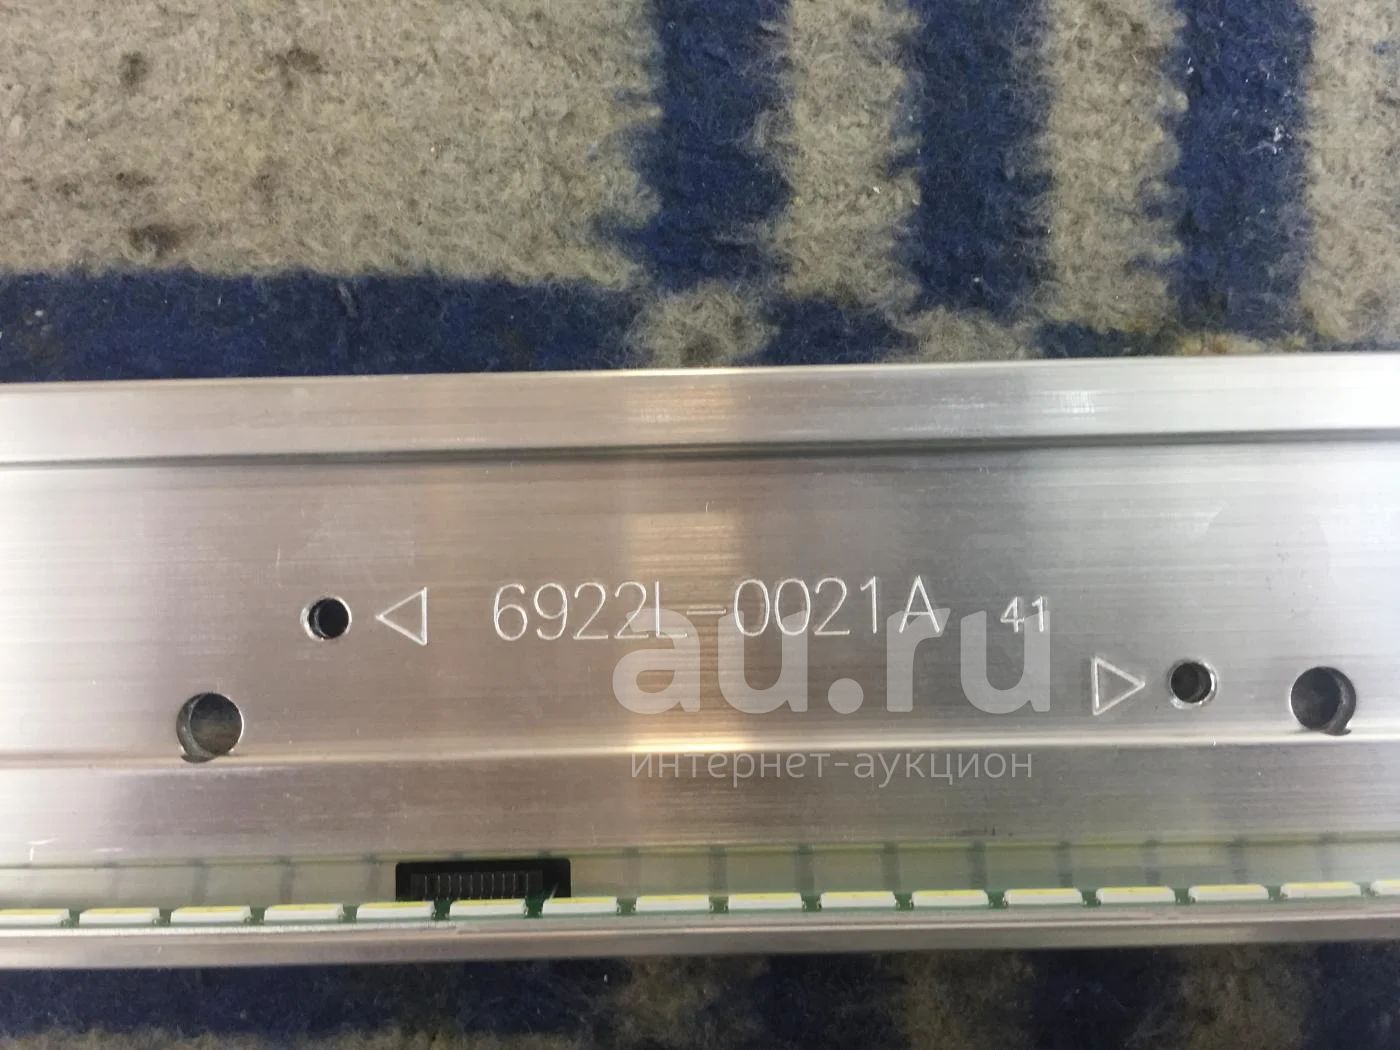 6922L-0021A 41
au.ru
интернет-аукцион